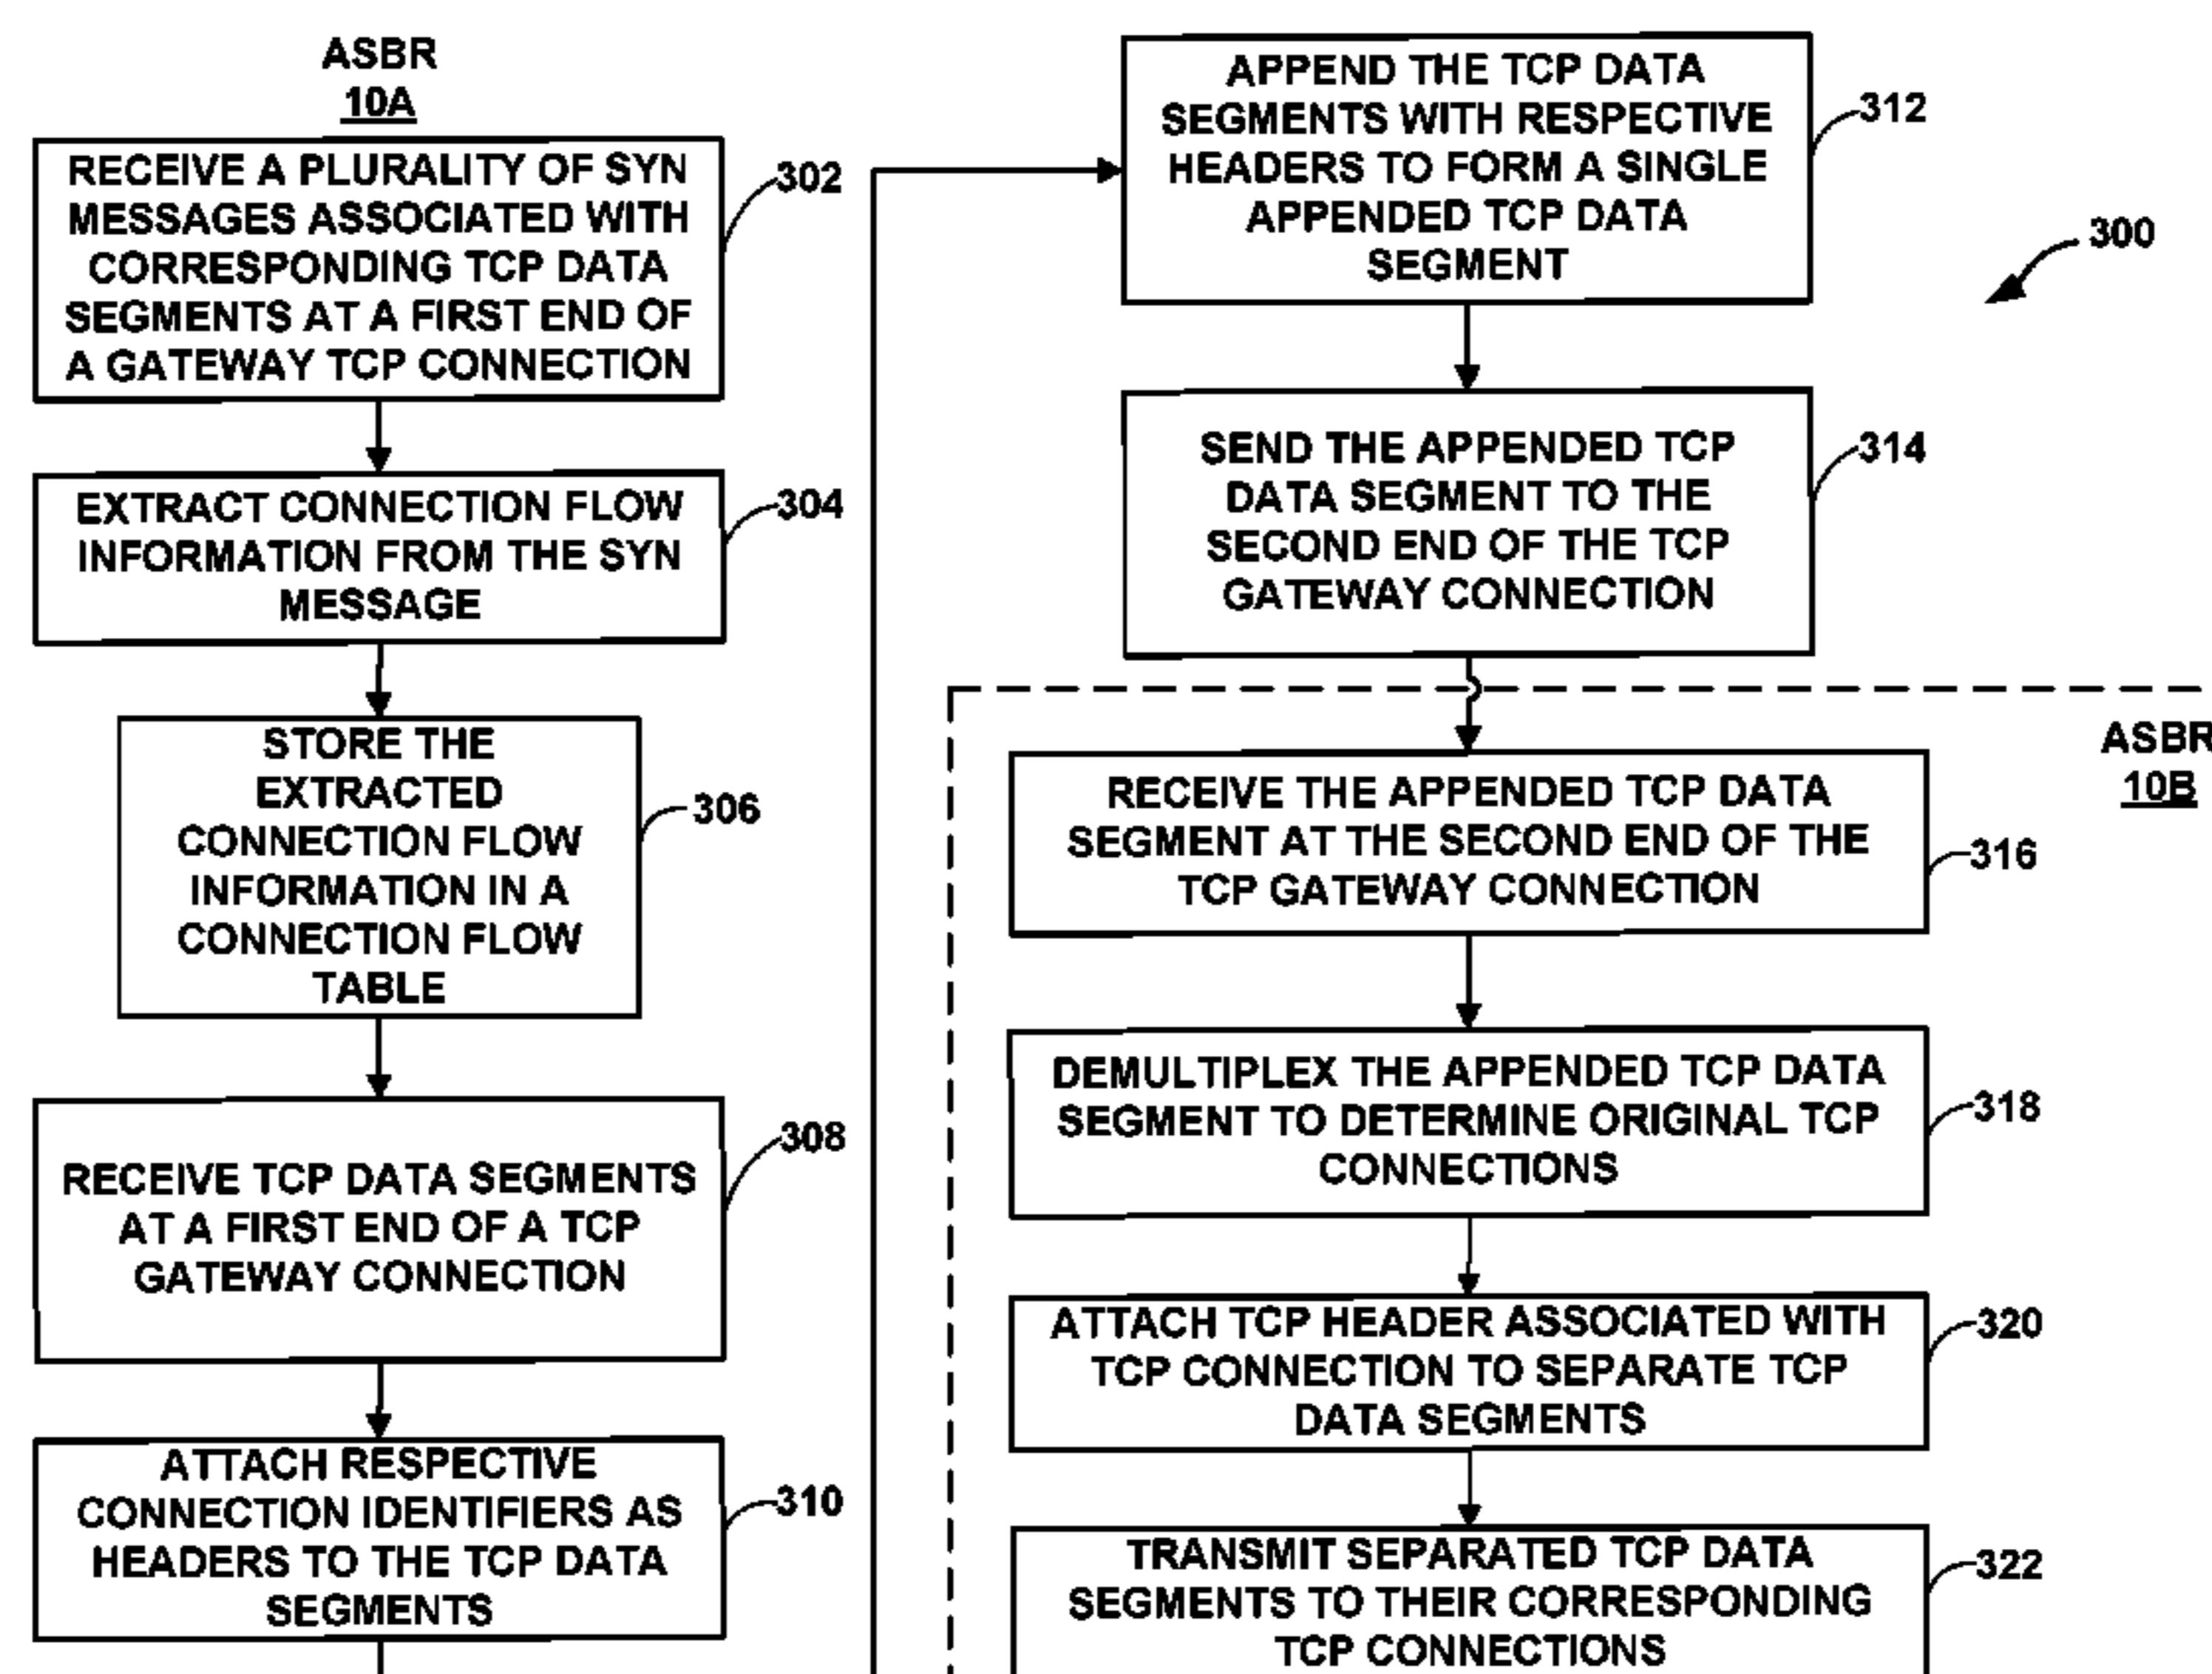 ASBR
10A
RECEIVE A PLURALITY OF SYN
MESSAGES ASSOCIATED WITH
CORRESPONDING TCP DATA
SEGMENTS AT A FIRST END OF
A GATEWAY TCP CONNECTION
302
EXTRACT CONNECTION FLOW
INFORMATION FROM THE SYN
MESSAGE
304
STORE THE
EXTRACTED
CONNECTION FLOW
INFORMATION IN A
CONNECTION FLOW
TABLE
306
RECEIVE TCP DATA SEGMENTS
AT A FIRST END OF A TCP
GATEWAY CONNECTION
308
ATTACH RESPECTIVE
CONNECTION IDENTIFIERS AS
HEADERS TO THE TCP DATA
SEGMENTS
310
APPEND THE TCP DATA
SEGMENTS WITH RESPECTIVE
HEADERS TO FORM A SINGLE
APPENDED TCP DATA
SEGMENT
312
300
SEND THE APPENDED TCP
DATA SEGMENT TO THE
SECOND END OF THE TCP
GATEWAY CONNECTION
314
ASBR
10B
RECEIVE THE APPENDED TCP DATA
SEGMENT AT THE SECOND END OF THE
TCP GATEWAY CONNECTION
316
DEMULTIPLEX THE APPENDED TCP DATA
SEGMENT TO DETERMINE ORIGINAL TCP
CONNECTIONS
318
ATTACH TCP HEADER ASSOCIATED WITH
TCP CONNECTION TO SEPARATE TCP
DATA SEGMENTS
320
TRANSMIT SEPARATED TCP DATA
SEGMENTS TO THEIR CORRESPONDING
TCP CONNECTIONS
322